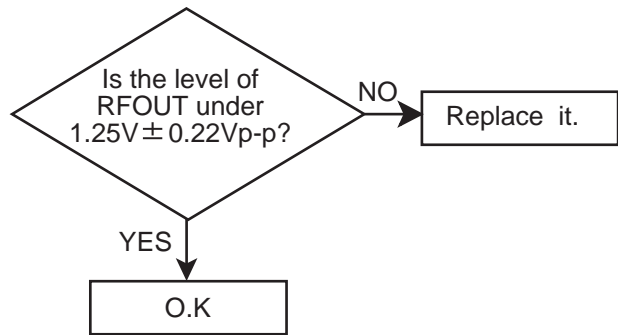 Is the level of
RFOUT under
1.25V±0.22Vp-p?
NO
Replace it.
YES
O.K